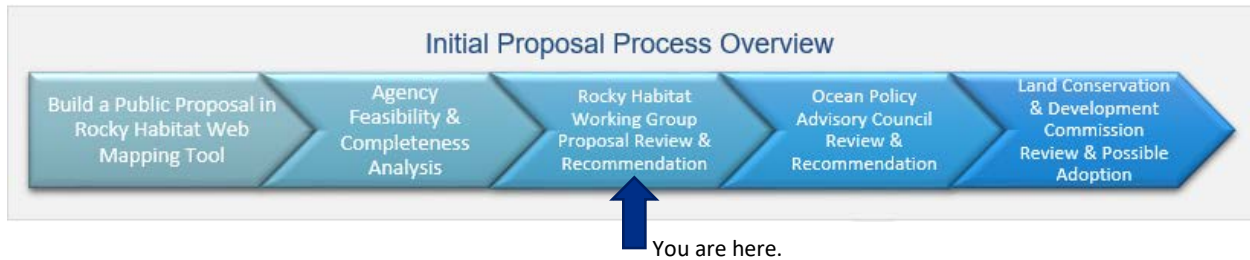 Initial Proposal Process Overview
Build a Public Proposal in
Rocky Habitat Web
Mapping Tool
Agency
Feasibility &
Completeness
Analysis
Rocky Habitat
Working Group
Proposal Review &
Recommendation
Ocean Policy
Advisory Council
Review &
Recommendation
Land Conservation
& Development
Commission
Review & Possible
Adoption
You are here.